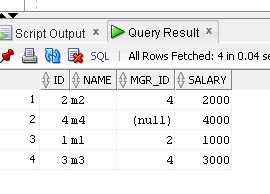 Script Output × Query Result ×
SQL | All Rows Fetched: 4 in 0.04 se
ID NAME MGR_ID SALARY
1 2 m2 4 2000
2 4 m4 (null) 4000
3 1 m1 2 1000
4 3 m3 4 3000